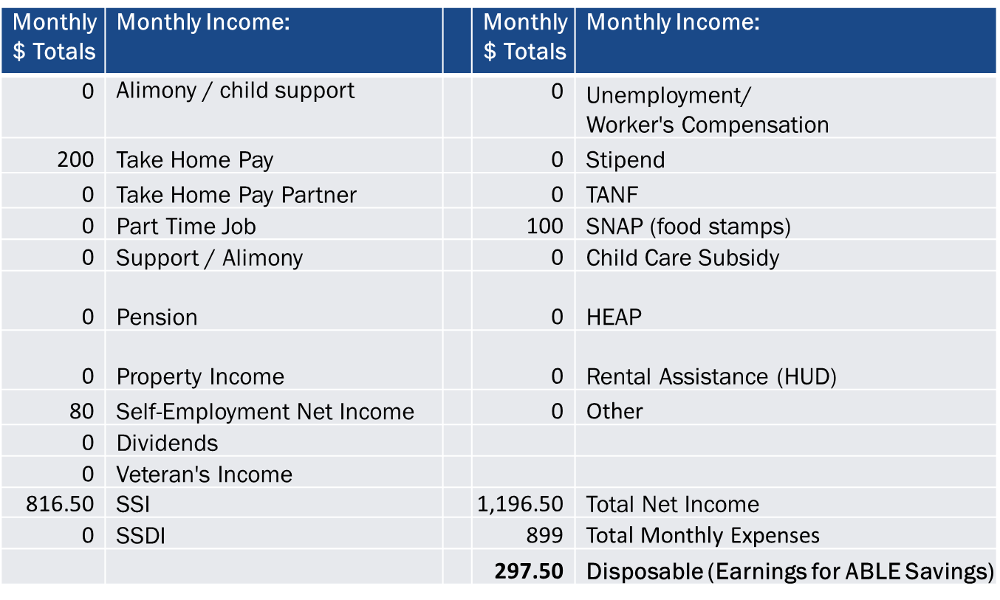 Monthly $ Totals Monthly Income: Monthly $ Totals Monthly Income:
0 Alimony / child support 0 Unemployment/ Worker's Compensation
200 Take Home Pay 0 Stipend
0 Take Home Pay Partner 0 TANF
0 Part Time Job 100 SNAP (food stamps)
0 Support / Alimony 0 Child Care Subsidy
0 Pension 0 HEAP
0 Property Income 0 Rental Assistance (HUD)
80 Self-Employment Net Income 0 Other
0 Dividends
0 Veteran's Income
816.50 SSI 1,196.50 Total Net Income
0 SSDI 899 Total Monthly Expenses
297.50 Disposable (Earnings for ABLE Savings)